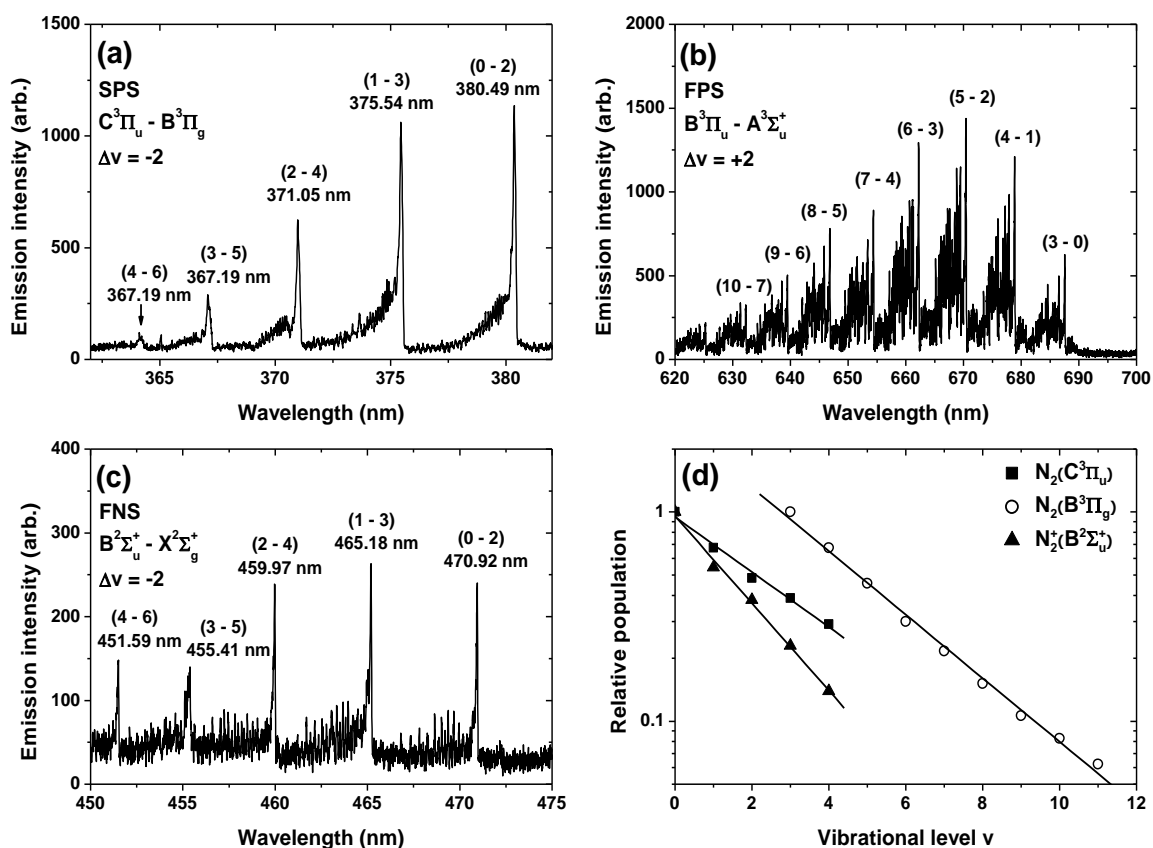 (a)
SPS
C³Πᵤ - B³Π_g
Δv = -2
(4 - 6)
367.19 nm
(3 - 5)
367.19 nm
(2 - 4)
371.05 nm
(1 - 3)
375.54 nm
(0 - 2)
380.49 nm
Emission intensity (arb.)
1500
1000
500
0
365 370 375 380
Wavelength (nm)
(b)
FPS
B³Πᵤ - A³Σᵤ⁺
Δv = +2
(10 - 7)
(9 - 6)
(8 - 5)
(7 - 4)
(6 - 3)
(5 - 2)
(4 - 1)
(3 - 0)
Emission intensity (arb.)
2000
1500
1000
500
0
620 630 640 650 660 670 680 690 700
Wavelength (nm)
(c)
FNS
B²Σᵤ⁺ - X²Σ_g⁺
Δv = -2
(4 - 6)
451.59 nm
(3 - 5)
455.41 nm
(2 - 4)
459.97 nm
(1 - 3)
465.18 nm
(0 - 2)
470.92 nm
Emission intensity (arb.)
400
300
200
100
0
450 455 460 465 470 475
Wavelength (nm)
(d)
N₂(C³Πᵤ)
N₂(B³Π_g)
N₂⁺(B²Σᵤ⁺)
Relative population
1
0.1
0 2 4 6 8 10 12
Vibrational level v